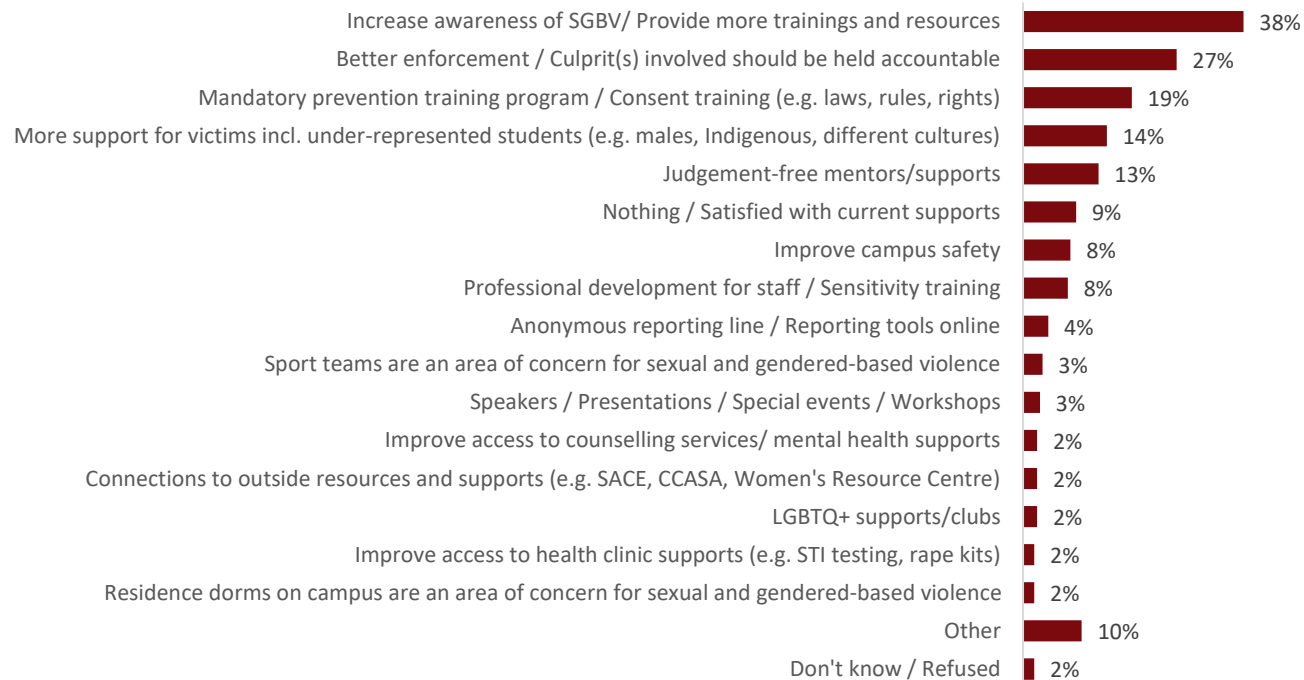 Increase awareness of SGBV/ Provide more trainings and resources 38%
Better enforcement / Culprit(s) involved should be held accountable 27%
Mandatory prevention training program / Consent training (e.g. laws, rules, rights) 19%
More support for victims incl. under-represented students (e.g. males, Indigenous, different cultures) 14%
Judgement-free mentors/supports 13%
Nothing / Satisfied with current supports 9%
Improve campus safety 8%
Professional development for staff / Sensitivity training 8%
Anonymous reporting line / Reporting tools online 4%
Sport teams are an area of concern for sexual and gendered-based violence 3%
Speakers / Presentations / Special events / Workshops 3%
Improve access to counselling services/ mental health supports 2%
Connections to outside resources and supports (e.g. SACE, CCASA, Women's Resource Centre) 2%
LGBTQ+ supports/clubs 2%
Improve access to health clinic supports (e.g. STI testing, rape kits) 2%
Residence dorms on campus are an area of concern for sexual and gendered-based violence 2%
Other 10%
Don't know / Refused 2%